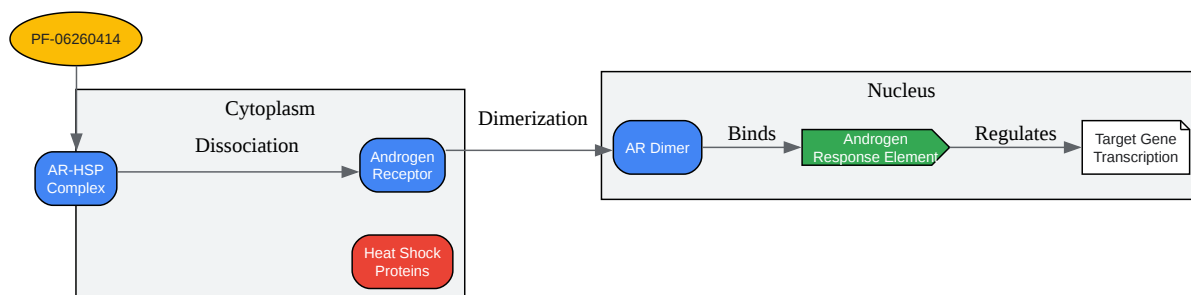 PF-06260414
Cytoplasm
Dissociation
AR-HSP
Complex
Androgen
Receptor
Heat Shock
Proteins
Dimerization
Nucleus
AR Dimer
Binds
Androgen
Response Element
Regulates
Target Gene
Transcription